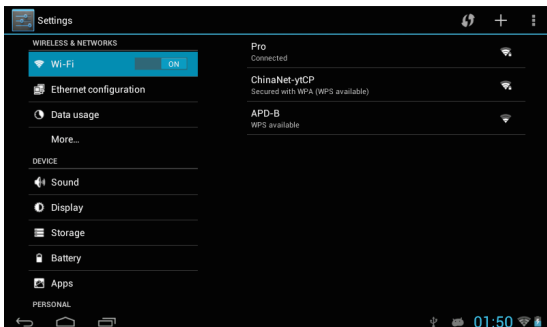 Settings
WIRELESS & NETWORKS
Wi-Fi ON
Ethernet configuration
Data usage
More...
DEVICE
Sound
Display
Storage
Battery
Apps
PERSONAL
Pro
Connected
ChinaNet-ytCP
Secured with WPA (WPS available)
APD-B
WPS available
01:50